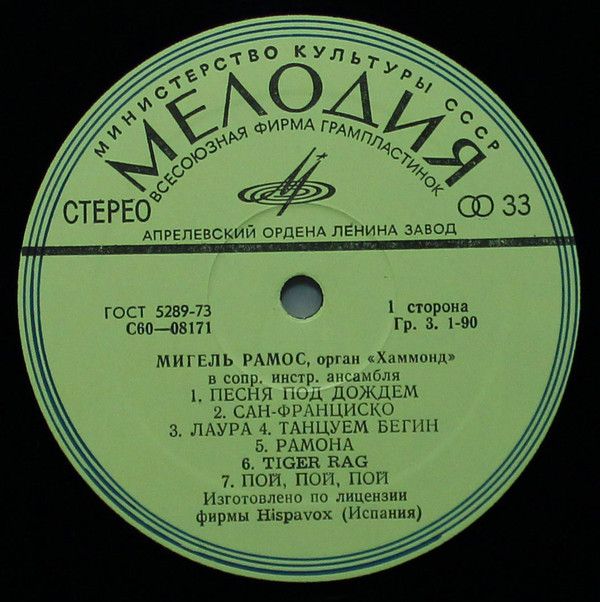 МИНИСТЕРСТВО КУЛЬТУРЫ СССР
МЕЛОДИЯ
ВСЕСОЮЗНАЯ ФИРМА ГРАМПЛАСТИНОК
СТЕРЕО
33
АПРЕЛЕВСКИЙ ОРДЕНА ЛЕНИНА ЗАВОД
ГОСТ 5289-73
С60—08171
1 сторона
Гр. 3. 1-90
МИГЕЛЬ РАМОС, орган «Хаммонд»
в сопр. инстр. ансамбля
1. ПЕСНЯ ПОД ДОЖДЕМ
2. САН-ФРАНЦИСКО
3. ЛАУРА 4. ТАНЦУЕМ БЕГИН
5. РАМОНА
6. TIGER RAG
7. ПОЙ, ПОЙ, ПОЙ
Изготовлено по лицензии
фирмы Hispavox (Испания)